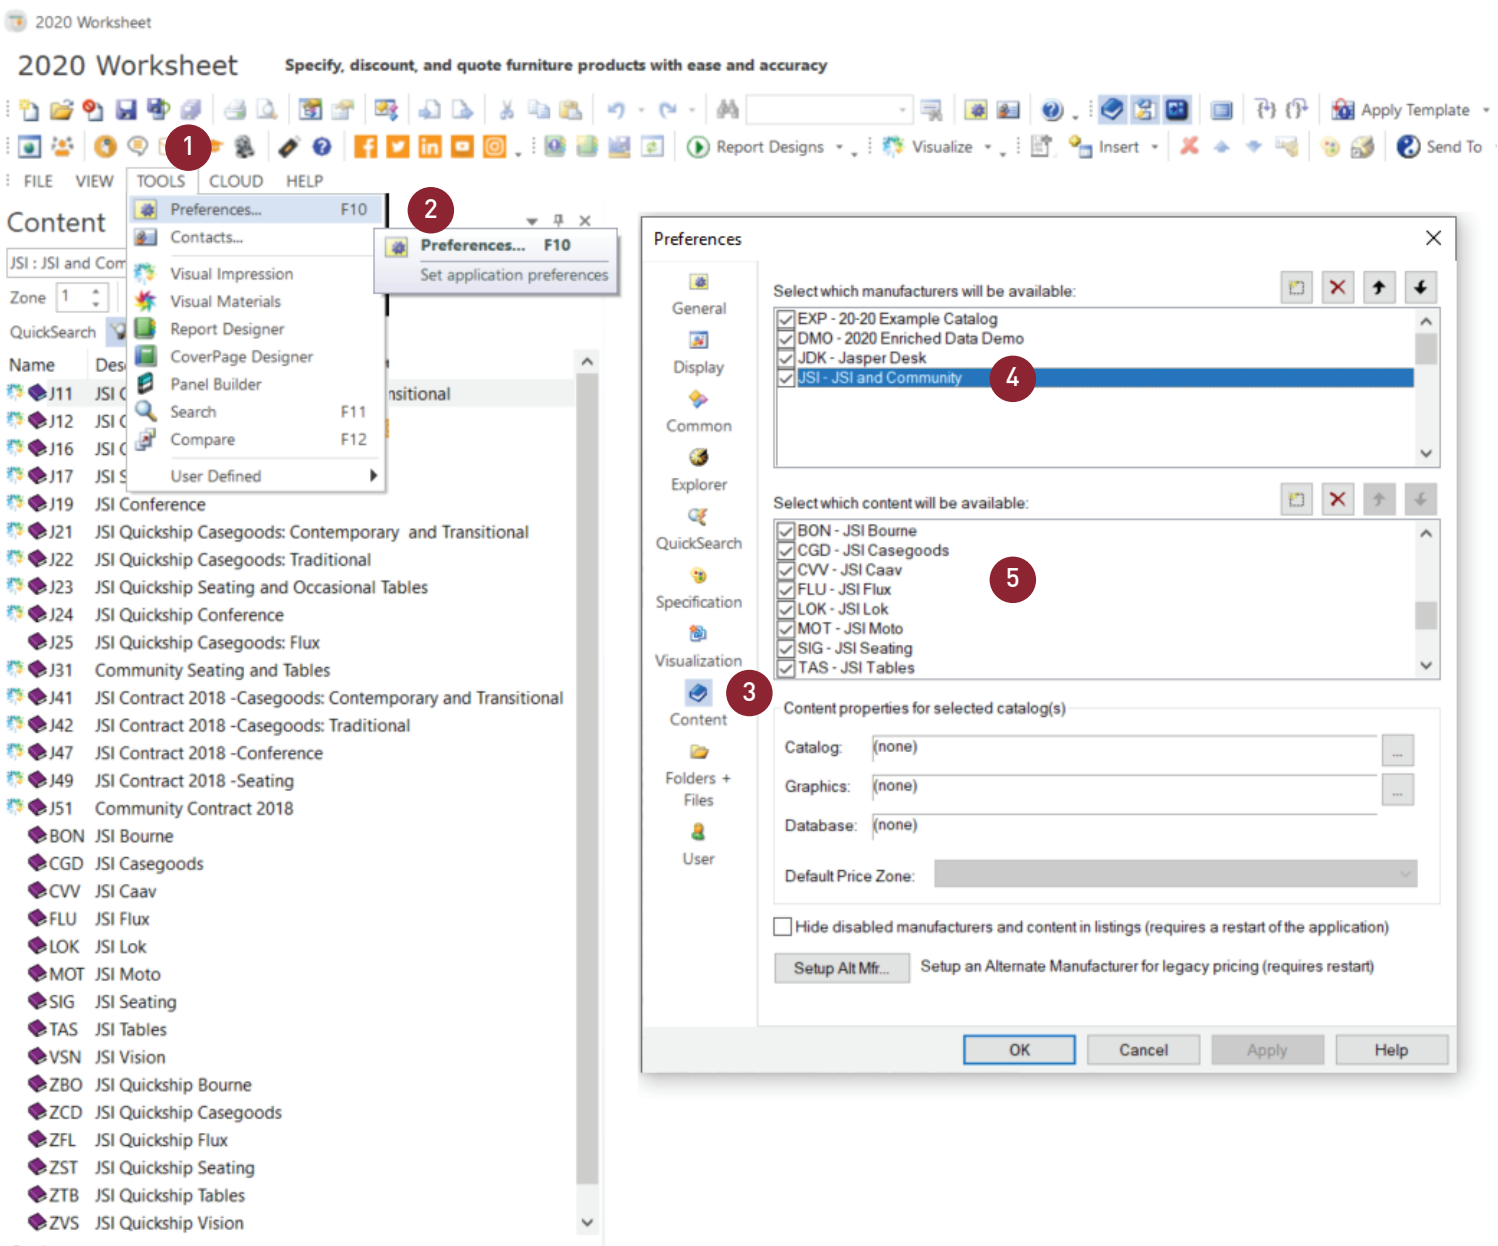 2020 Worksheet
2020 Worksheet Specify, discount, and quote furniture products with ease and accuracy
Apply Template
1
Report Designs Visualize Insert Send To
FILE VIEW TOOLS CLOUD HELP
Content
JSI : JSI and Com
Zone 1
QuickSearch
Name Des
Preferences... F10
Contacts...
Visual Impression
Visual Materials
Report Designer
CoverPage Designer
Panel Builder
Search F11
Compare F12
User Defined
2
Preferences... F10
Set application preferences
J11 JSI C nsitional
J12 JSI C
J16 JSI C
J17 JSI S
J19 JSI Conference
J21 JSI Quickship Casegoods: Contemporary and Transitional
J22 JSI Quickship Casegoods: Traditional
J23 JSI Quickship Seating and Occasional Tables
J24 JSI Quickship Conference
J25 JSI Quickship Casegoods: Flux
J31 Community Seating and Tables
J41 JSI Contract 2018 -Casegoods: Contemporary and Transitional
J42 JSI Contract 2018 -Casegoods: Traditional
J47 JSI Contract 2018 -Conference
J49 JSI Contract 2018 -Seating
J51 Community Contract 2018
BON JSI Bourne
CGD JSI Casegoods
CVV JSI Caav
FLU JSI Flux
LOK JSI Lok
MOT JSI Moto
SIG JSI Seating
TAS JSI Tables
VSN JSI Vision
ZBO JSI Quickship Bourne
ZCD JSI Quickship Casegoods
ZFL JSI Quickship Flux
ZST JSI Quickship Seating
ZTB JSI Quickship Tables
ZVS JSI Quickship Vision
Preferences
General
Display
Common
Explorer
QuickSearch
Specification
Visualization
Content
3
Folders +
Files
User
Select which manufacturers will be available:
EXP - 20-20 Example Catalog
DMO - 2020 Enriched Data Demo
JDK - Jasper Desk
JSI - JSI and Community
4
Select which content will be available:
BON - JSI Bourne
CGD - JSI Casegoods
CVV - JSI Caav
FLU - JSI Flux
LOK - JSI Lok
MOT - JSI Moto
SIG - JSI Seating
TAS - JSI Tables
5
Content properties for selected catalog(s)
Catalog: (none) ...
Graphics: (none) ...
Database: (none)
Default Price Zone:
Hide disabled manufacturers and content in listings (requires a restart of the application)
Setup Alt Mfr... Setup an Alternate Manufacturer for legacy pricing (requires restart)
OK Cancel Apply Help